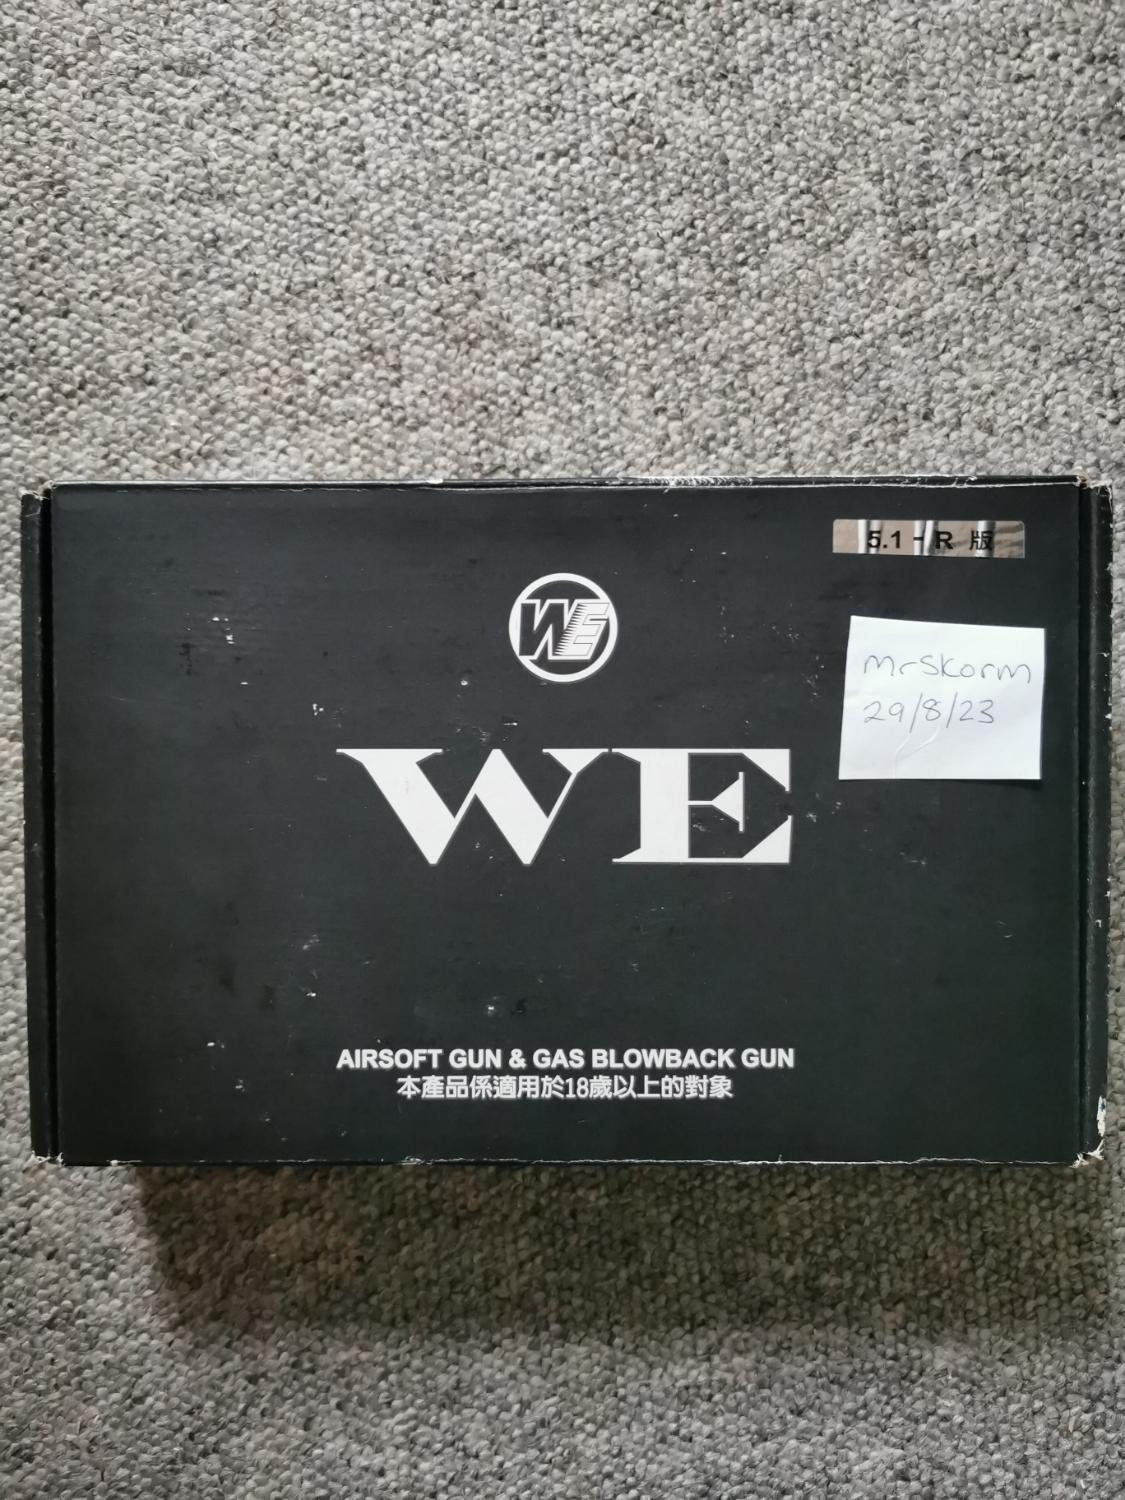 5.1 - R 版
WE
MrSkorm
29/8/23
WE
AIRSOFT GUN & GAS BLOWBACK GUN
本產品係適用於18歲以上的對象